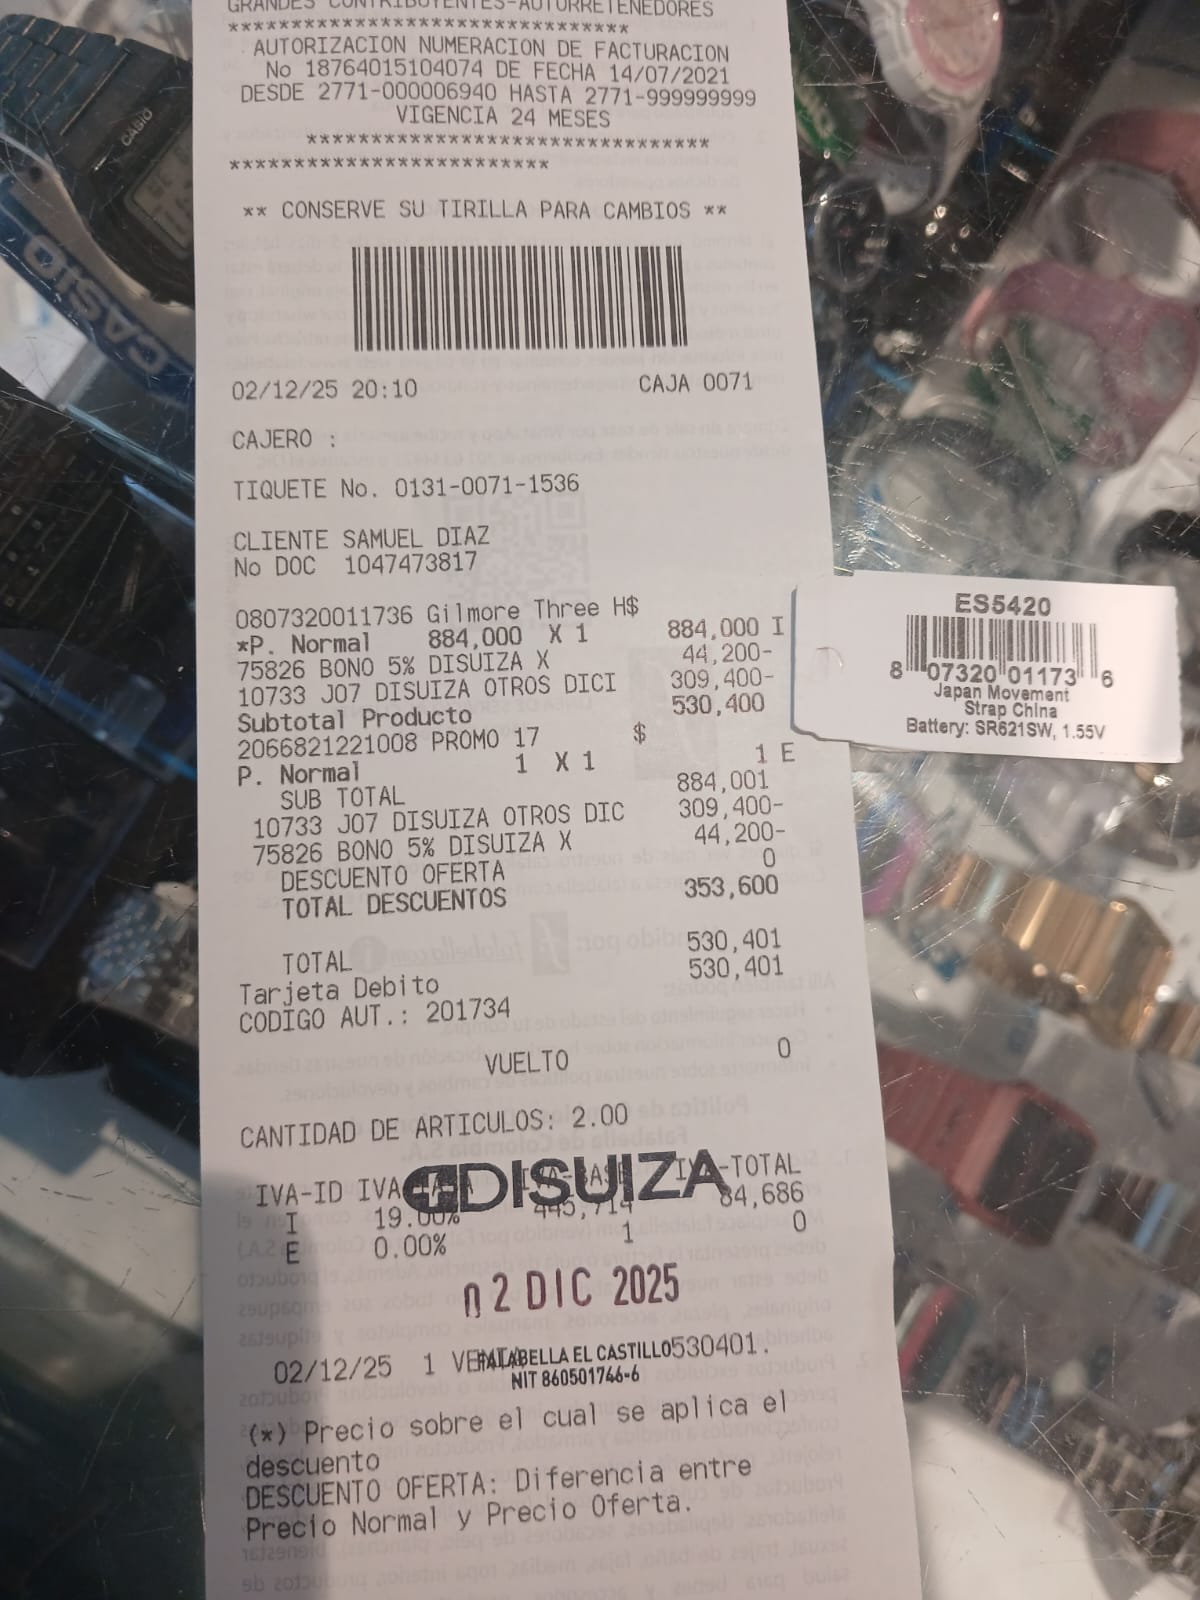 GRANDES CONTRIBUYENTES-AUTORRETENEDORES
******************************
AUTORIZACION NUMERACION DE FACTURACION
No 18764015104074 DE FECHA 14/07/2021
DESDE 2771-000006940 HASTA 2771-999999999
VIGENCIA 24 MESES
******************************
************************
** CONSERVE SU TIRILLA PARA CAMBIOS **
02/12/25 20:10 CAJA 0071
CAJERO :
TIQUETE No. 0131-0071-1536
CLIENTE SAMUEL DIAZ
No DOC 1047473817
0807320011736 Gilmore Three H$
*P. Normal 884,000 X 1 884,000 I
75826 BONO 5% DISUIZA X 44,200-
10733 J07 DISUIZA OTROS DICI 309,400-
Subtotal Producto 530,400
2066821221008 PROMO 17 $
P. Normal 1 X 1 1 E
SUB TOTAL 884,001
10733 J07 DISUIZA OTROS DIC 309,400-
75826 BONO 5% DISUIZA X 44,200-
DESCUENTO OFERTA 0
TOTAL DESCUENTOS 353,600
TOTAL 530,401
Tarjeta Debito 530,401
CODIGO AUT.: 201734
VUELTO 0
CANTIDAD DE ARTICULOS: 2.00
IVA-ID IVA-TASA IVA-BASE IVA-TOTAL
DISUIZA
I 19.00% 445,714 84,686
E 0.00% 1 0
02 DIC 2025
02/12/25 1 VENTA 530401.
FALABELLA EL CASTILLO
NIT 860501746-6
(*) Precio sobre el cual se aplica el
descuento
DESCUENTO OFERTA: Diferencia entre
Precio Normal y Precio Oferta.
ES5420
8 07320 01173 6
Japan Movement
Strap China
Battery: SR621SW, 1.55V
CASIO
CASIO